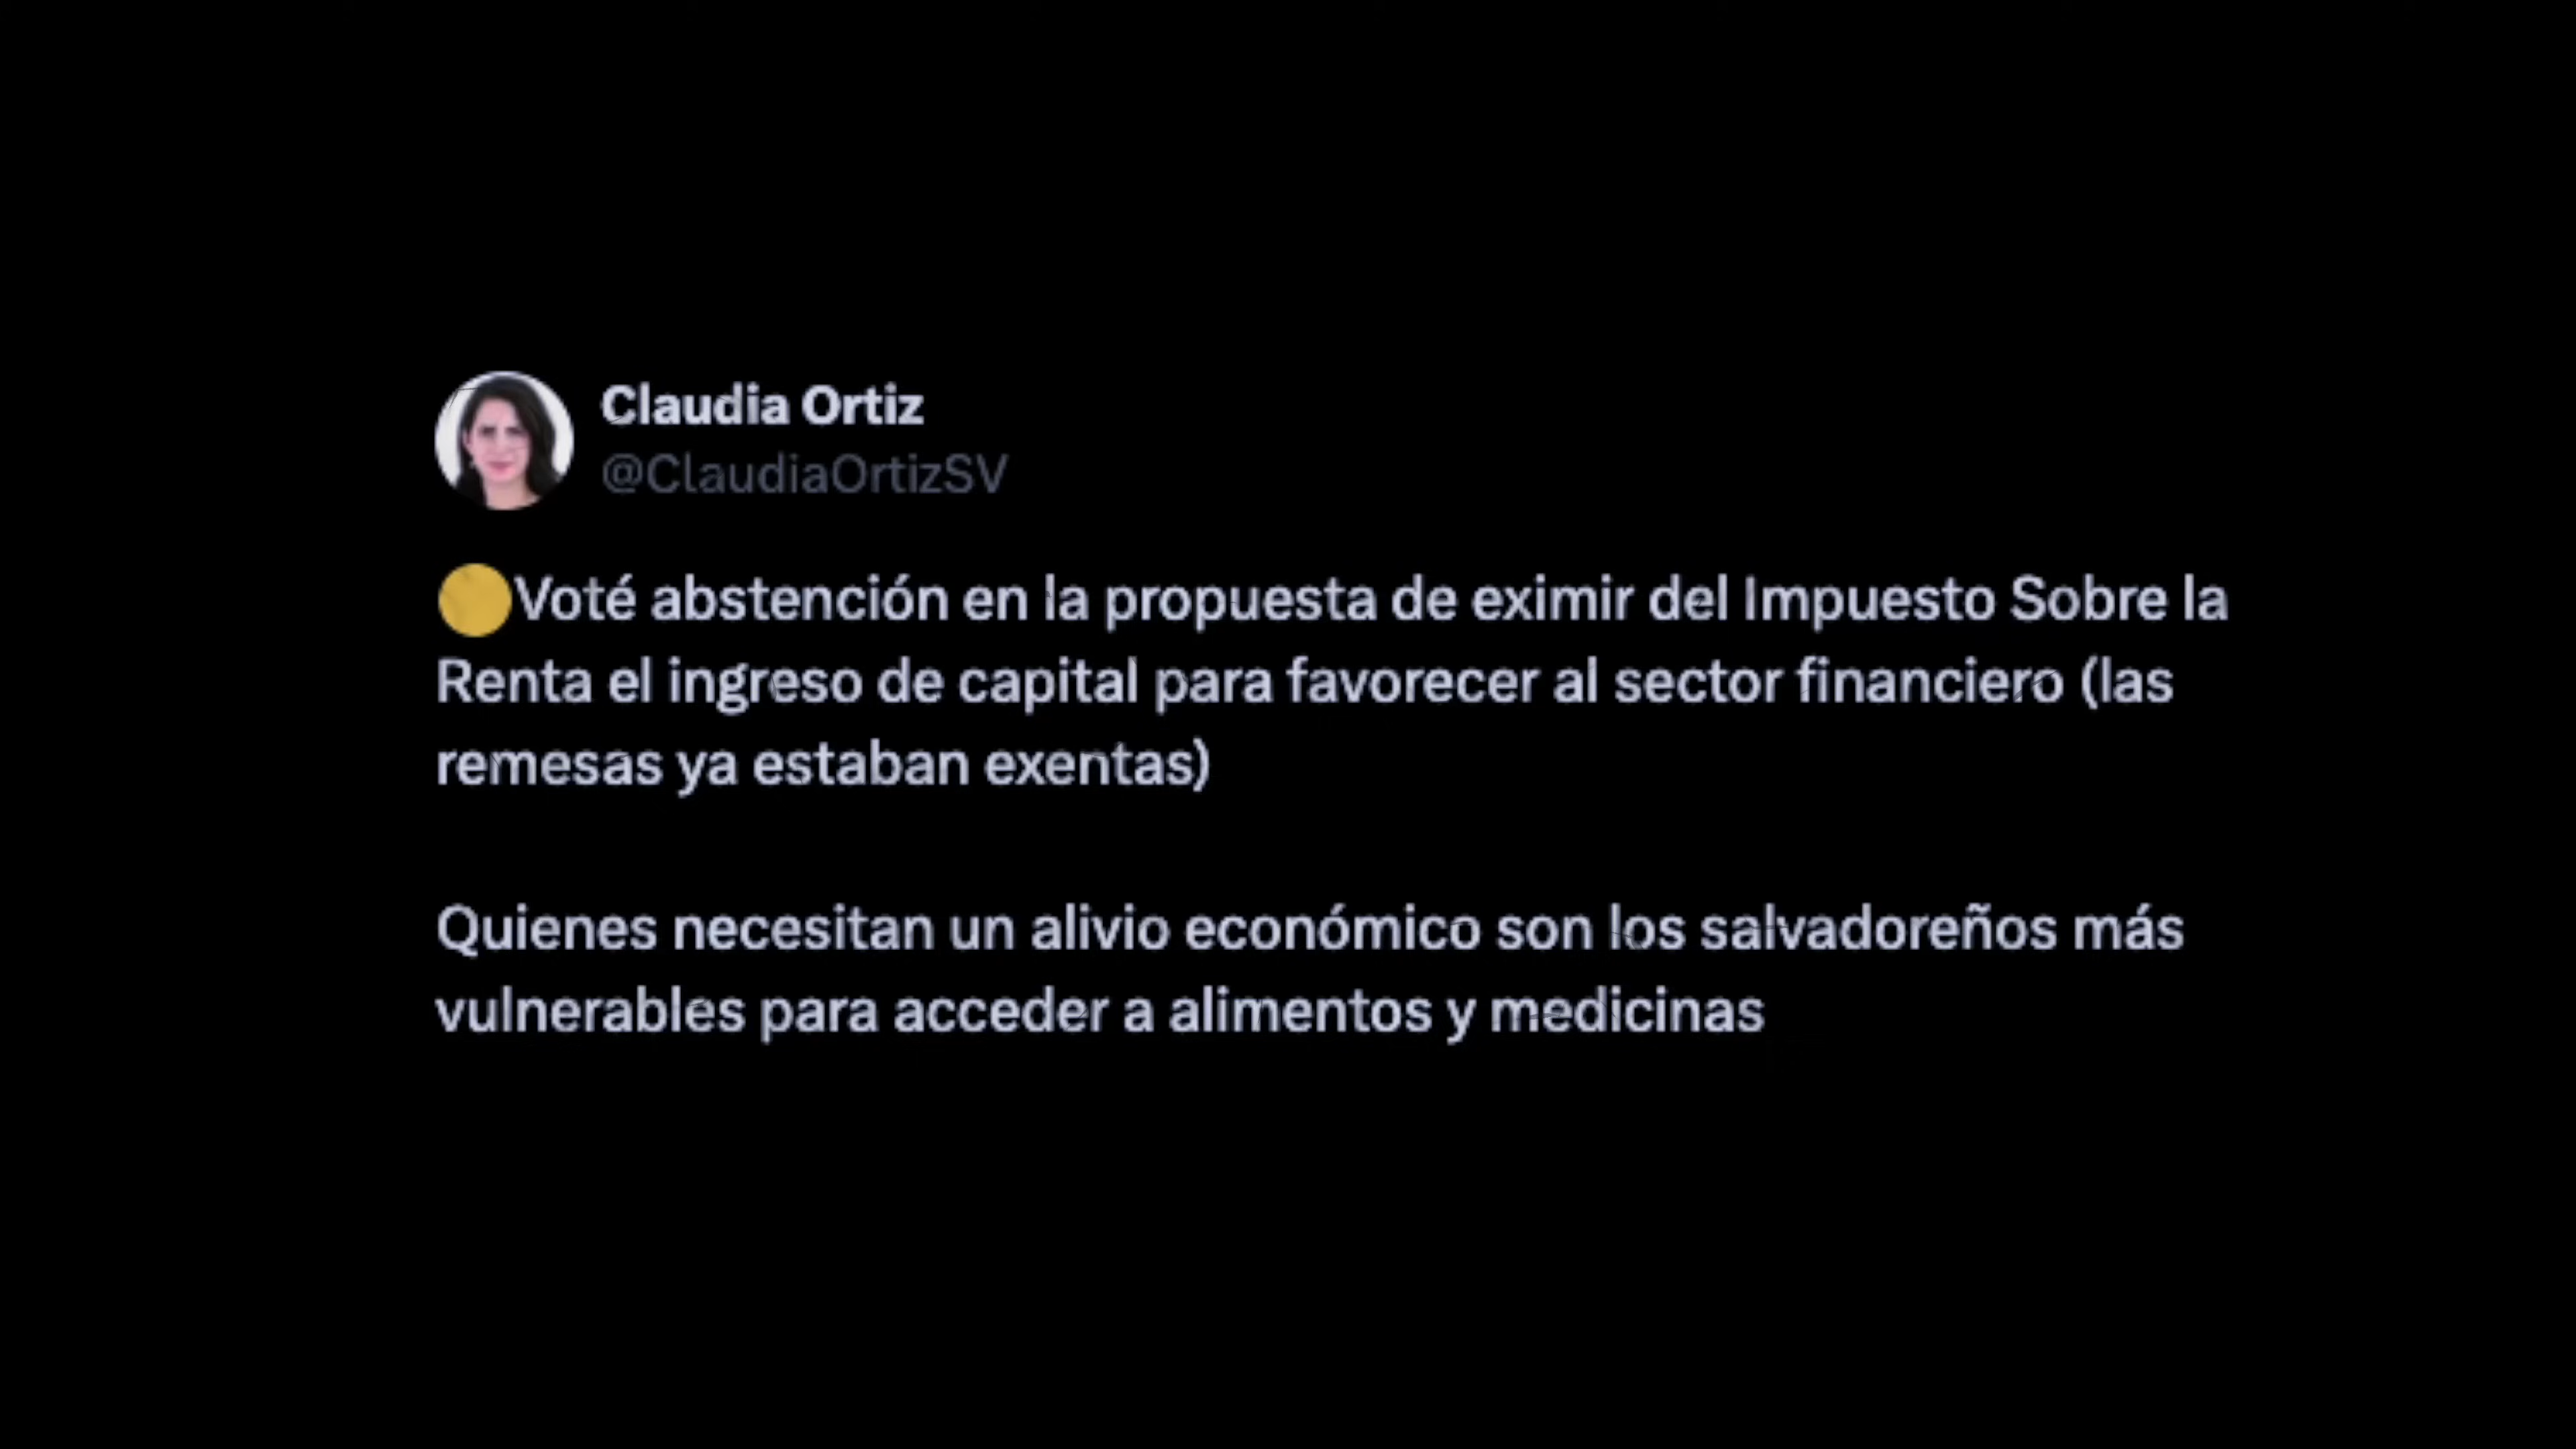 Claudia Ortiz
@ClaudiaOrtizSV
Voté abstención en la propuesta de eximir del Impuesto Sobre la
Renta el ingreso de capital para favorecer al sector financiero (las
remesas ya estaban exentas)
Quienes necesitan un alivio económico son los salvadoreños más
vulnerables para acceder a alimentos y medicinas